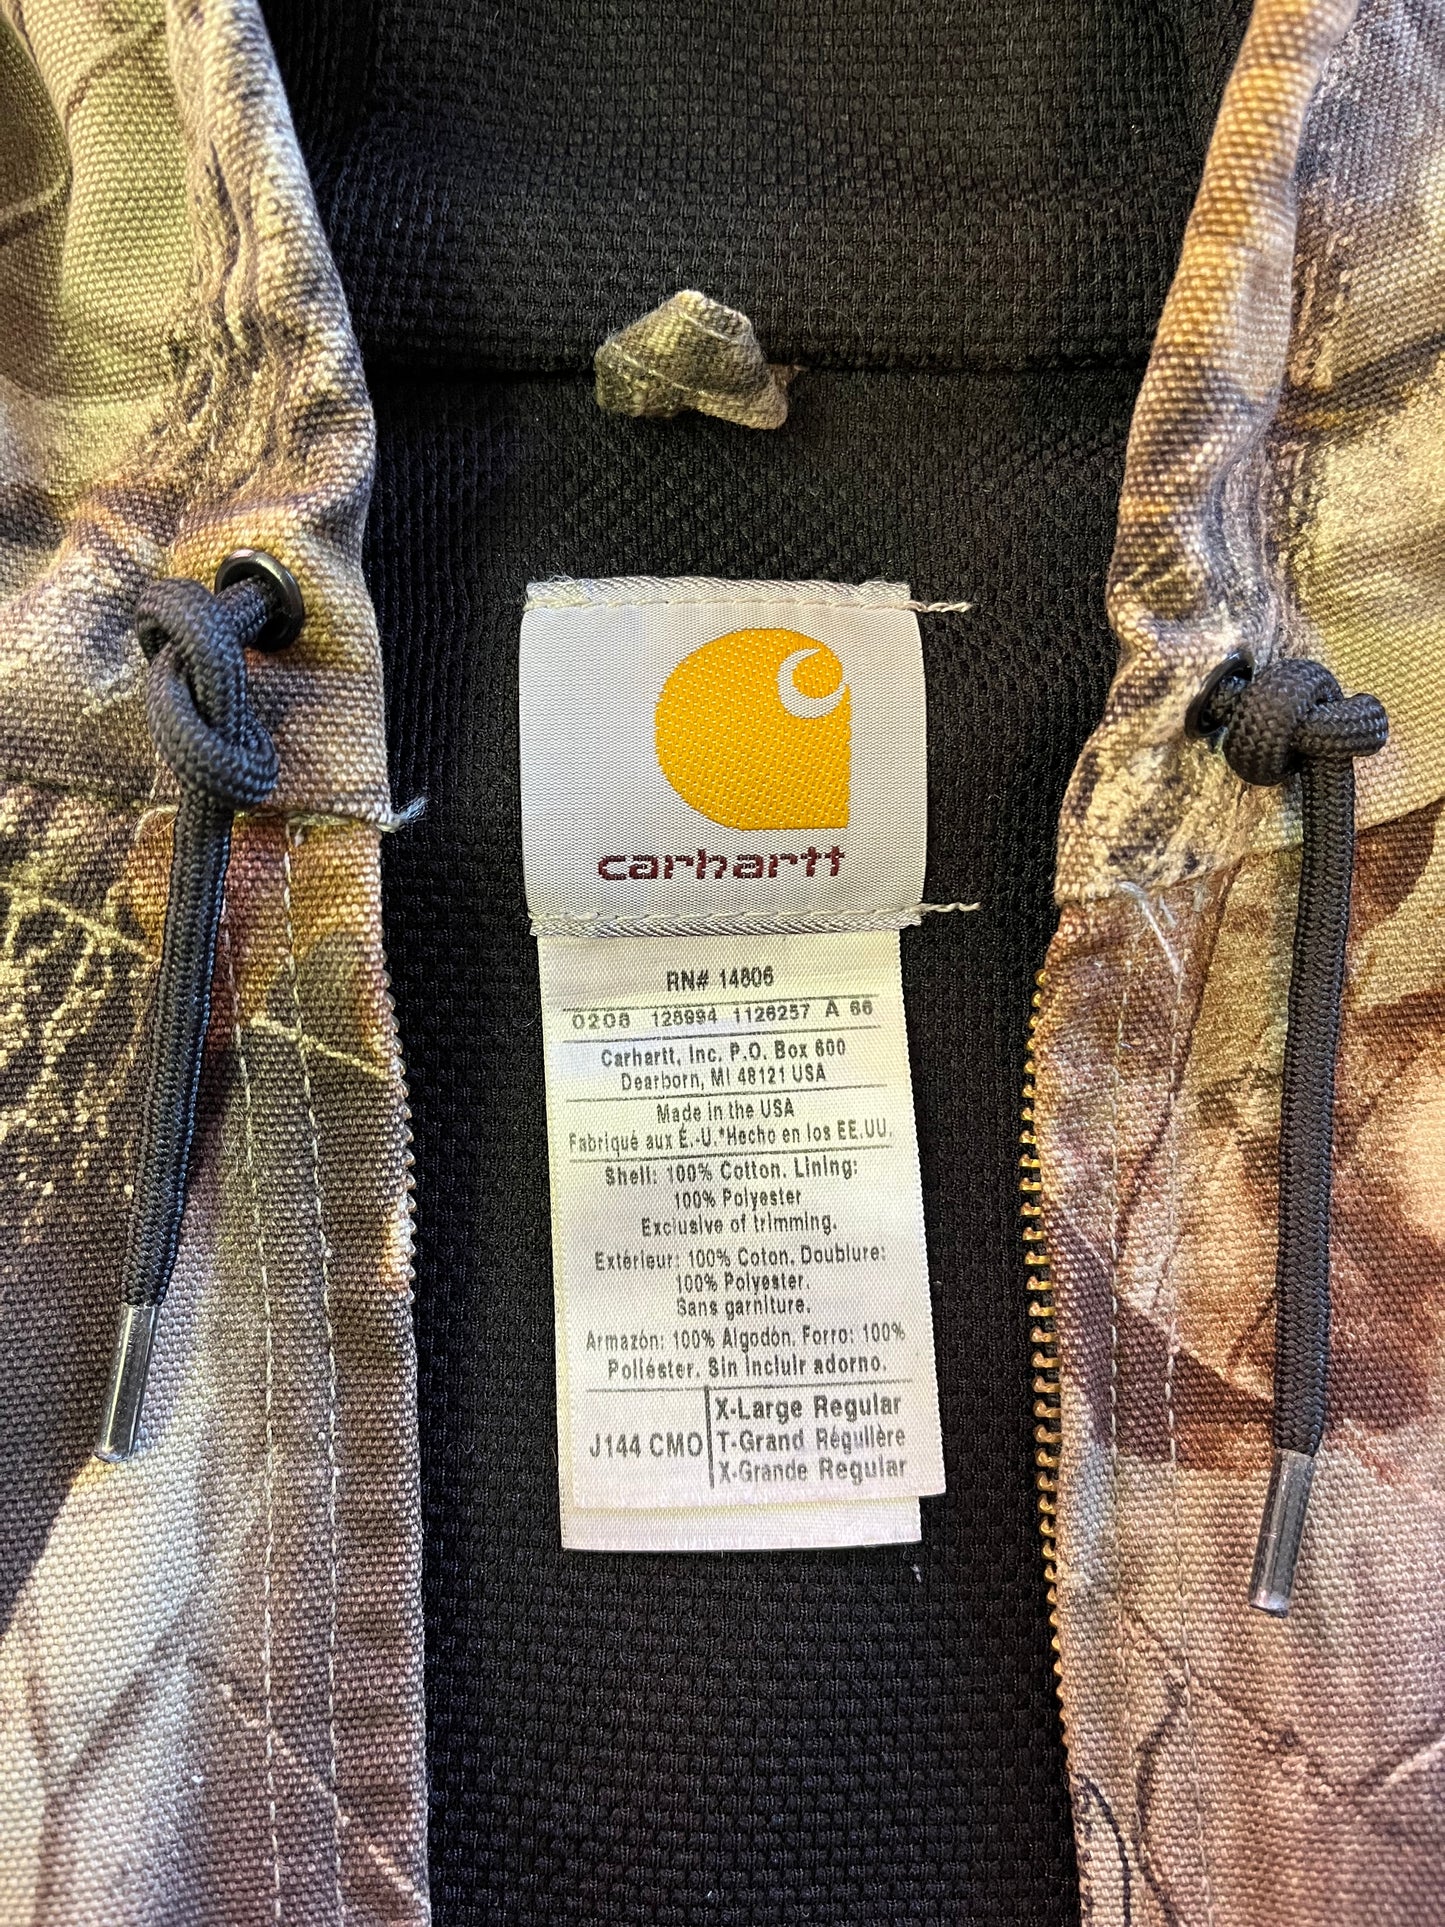 carhartt
RN# 14806
0208 126994 1126257 A 66
Carhartt, Inc. P.O. Box 600
Dearborn, MI 48121 USA
Made in the USA
Fabriqué aux É.-U.*Hecho en los EE.UU.
Shell: 100% Cotton. Lining:
100% Polyester
Exclusive of trimming.
Extérieur: 100% Coton. Doublure:
100% Polyester.
Sans garniture.
Armazón: 100% Algodón. Forro: 100%
Poliéster. Sin incluir adorno.
J144 CMO
X-Large Regular
T-Grand Régulière
X-Grande Regular